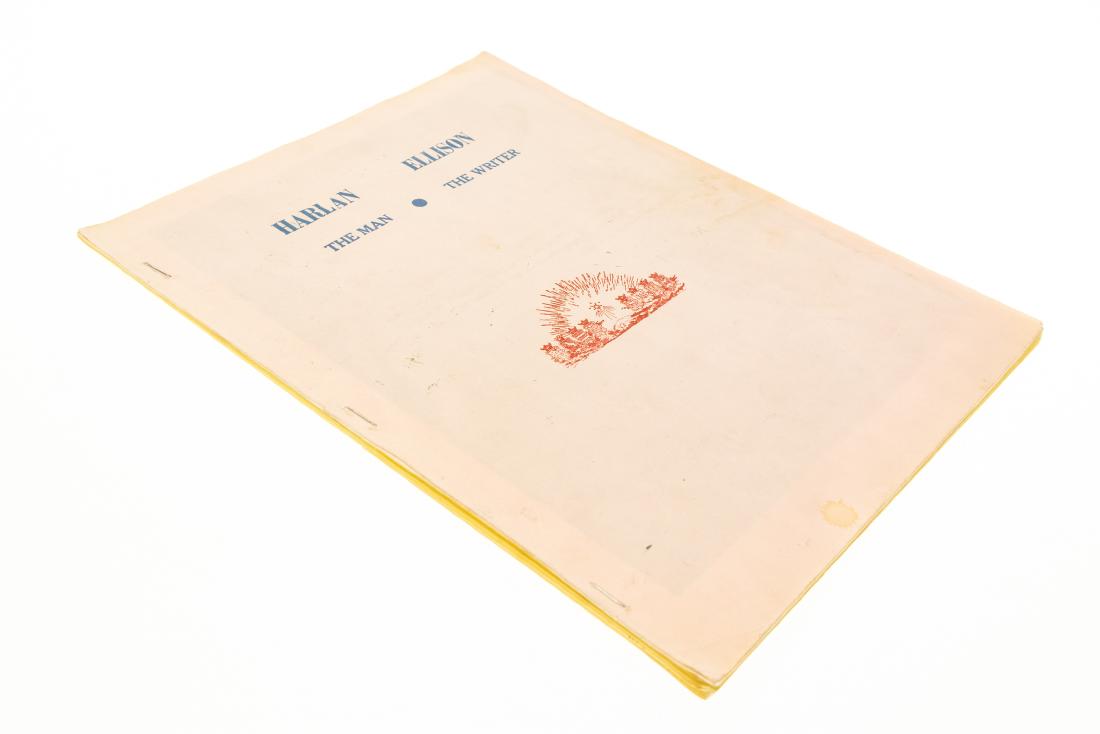 HARLAN ELLISON
THE MAN ● THE WRITER